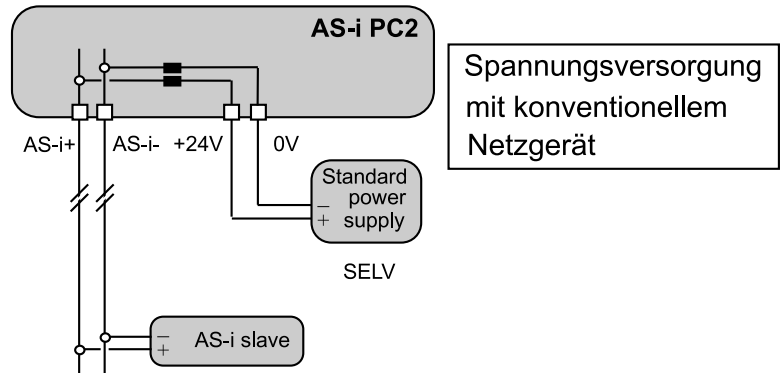 AS-i PC2
Spannungsversorgung
mit konventionellem
Netzgerät
AS-i+ AS-i- +24V 0V
Standard
power
supply
–
+
SELV
AS-i slave
–
+